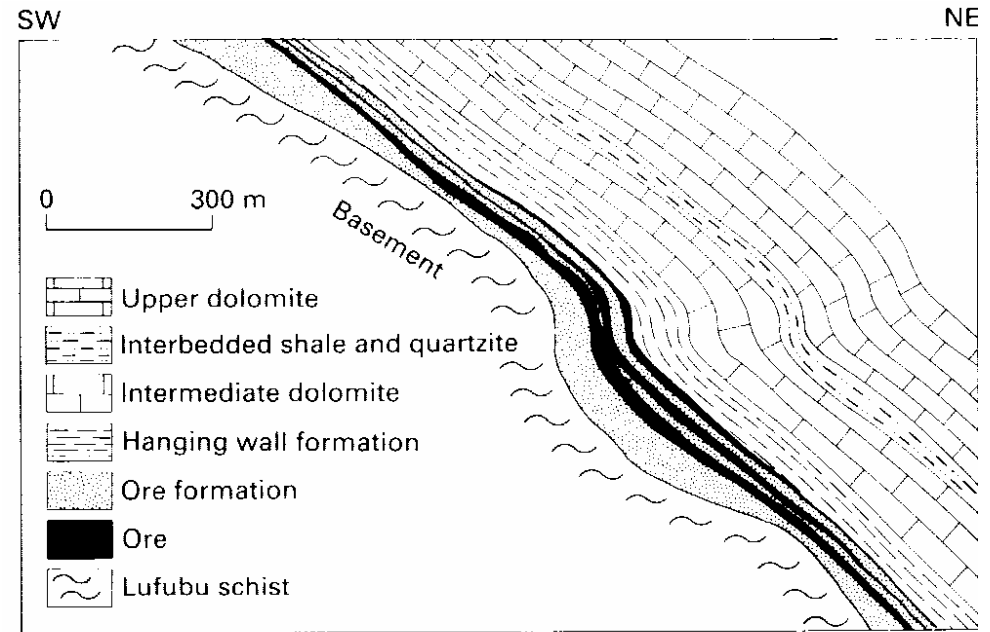 SW
NE
0
300 m
Basement
Upper dolomite
Interbedded shale and quartzite
Intermediate dolomite
Hanging wall formation
Ore formation
Ore
Lufubu schist